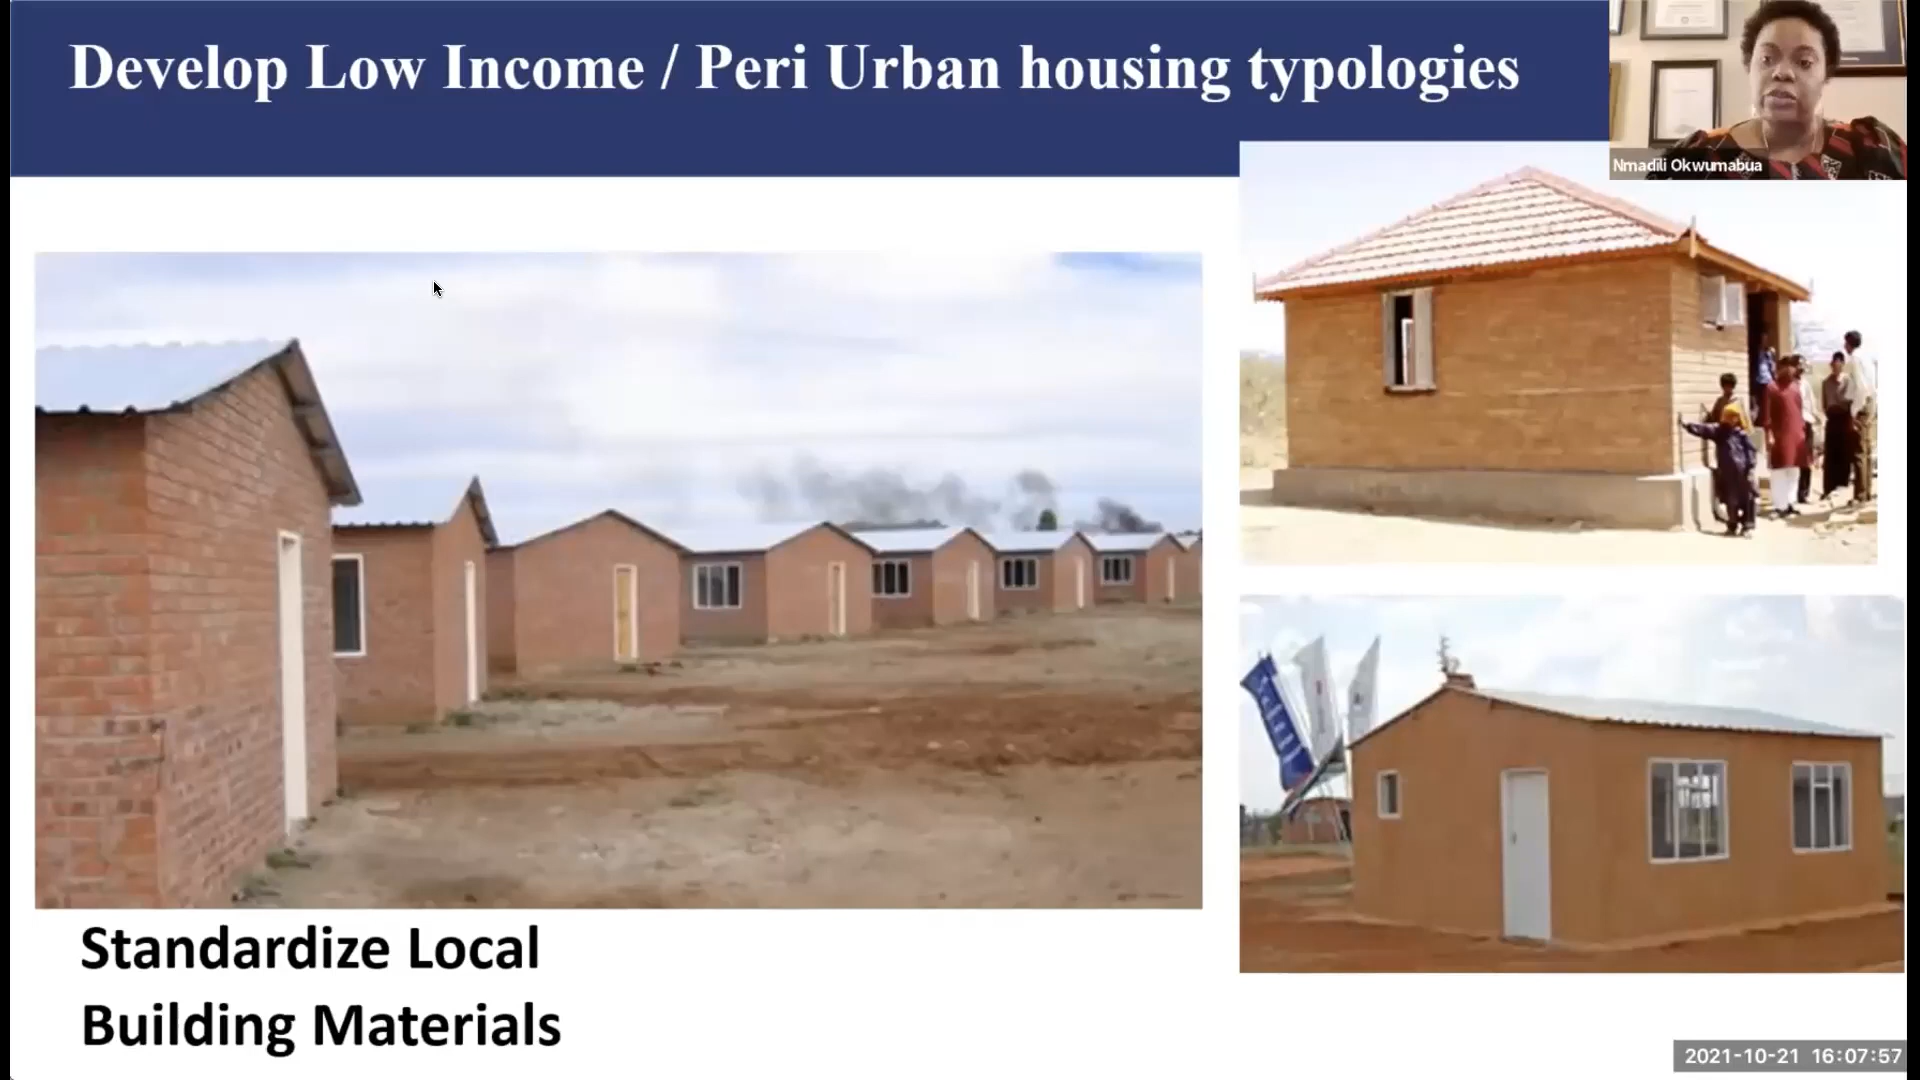 Develop Low Income / Peri Urban housing typologies
Nmadili Okwumabua
Standardize Local
Building Materials
2021-10-21 16:07:57